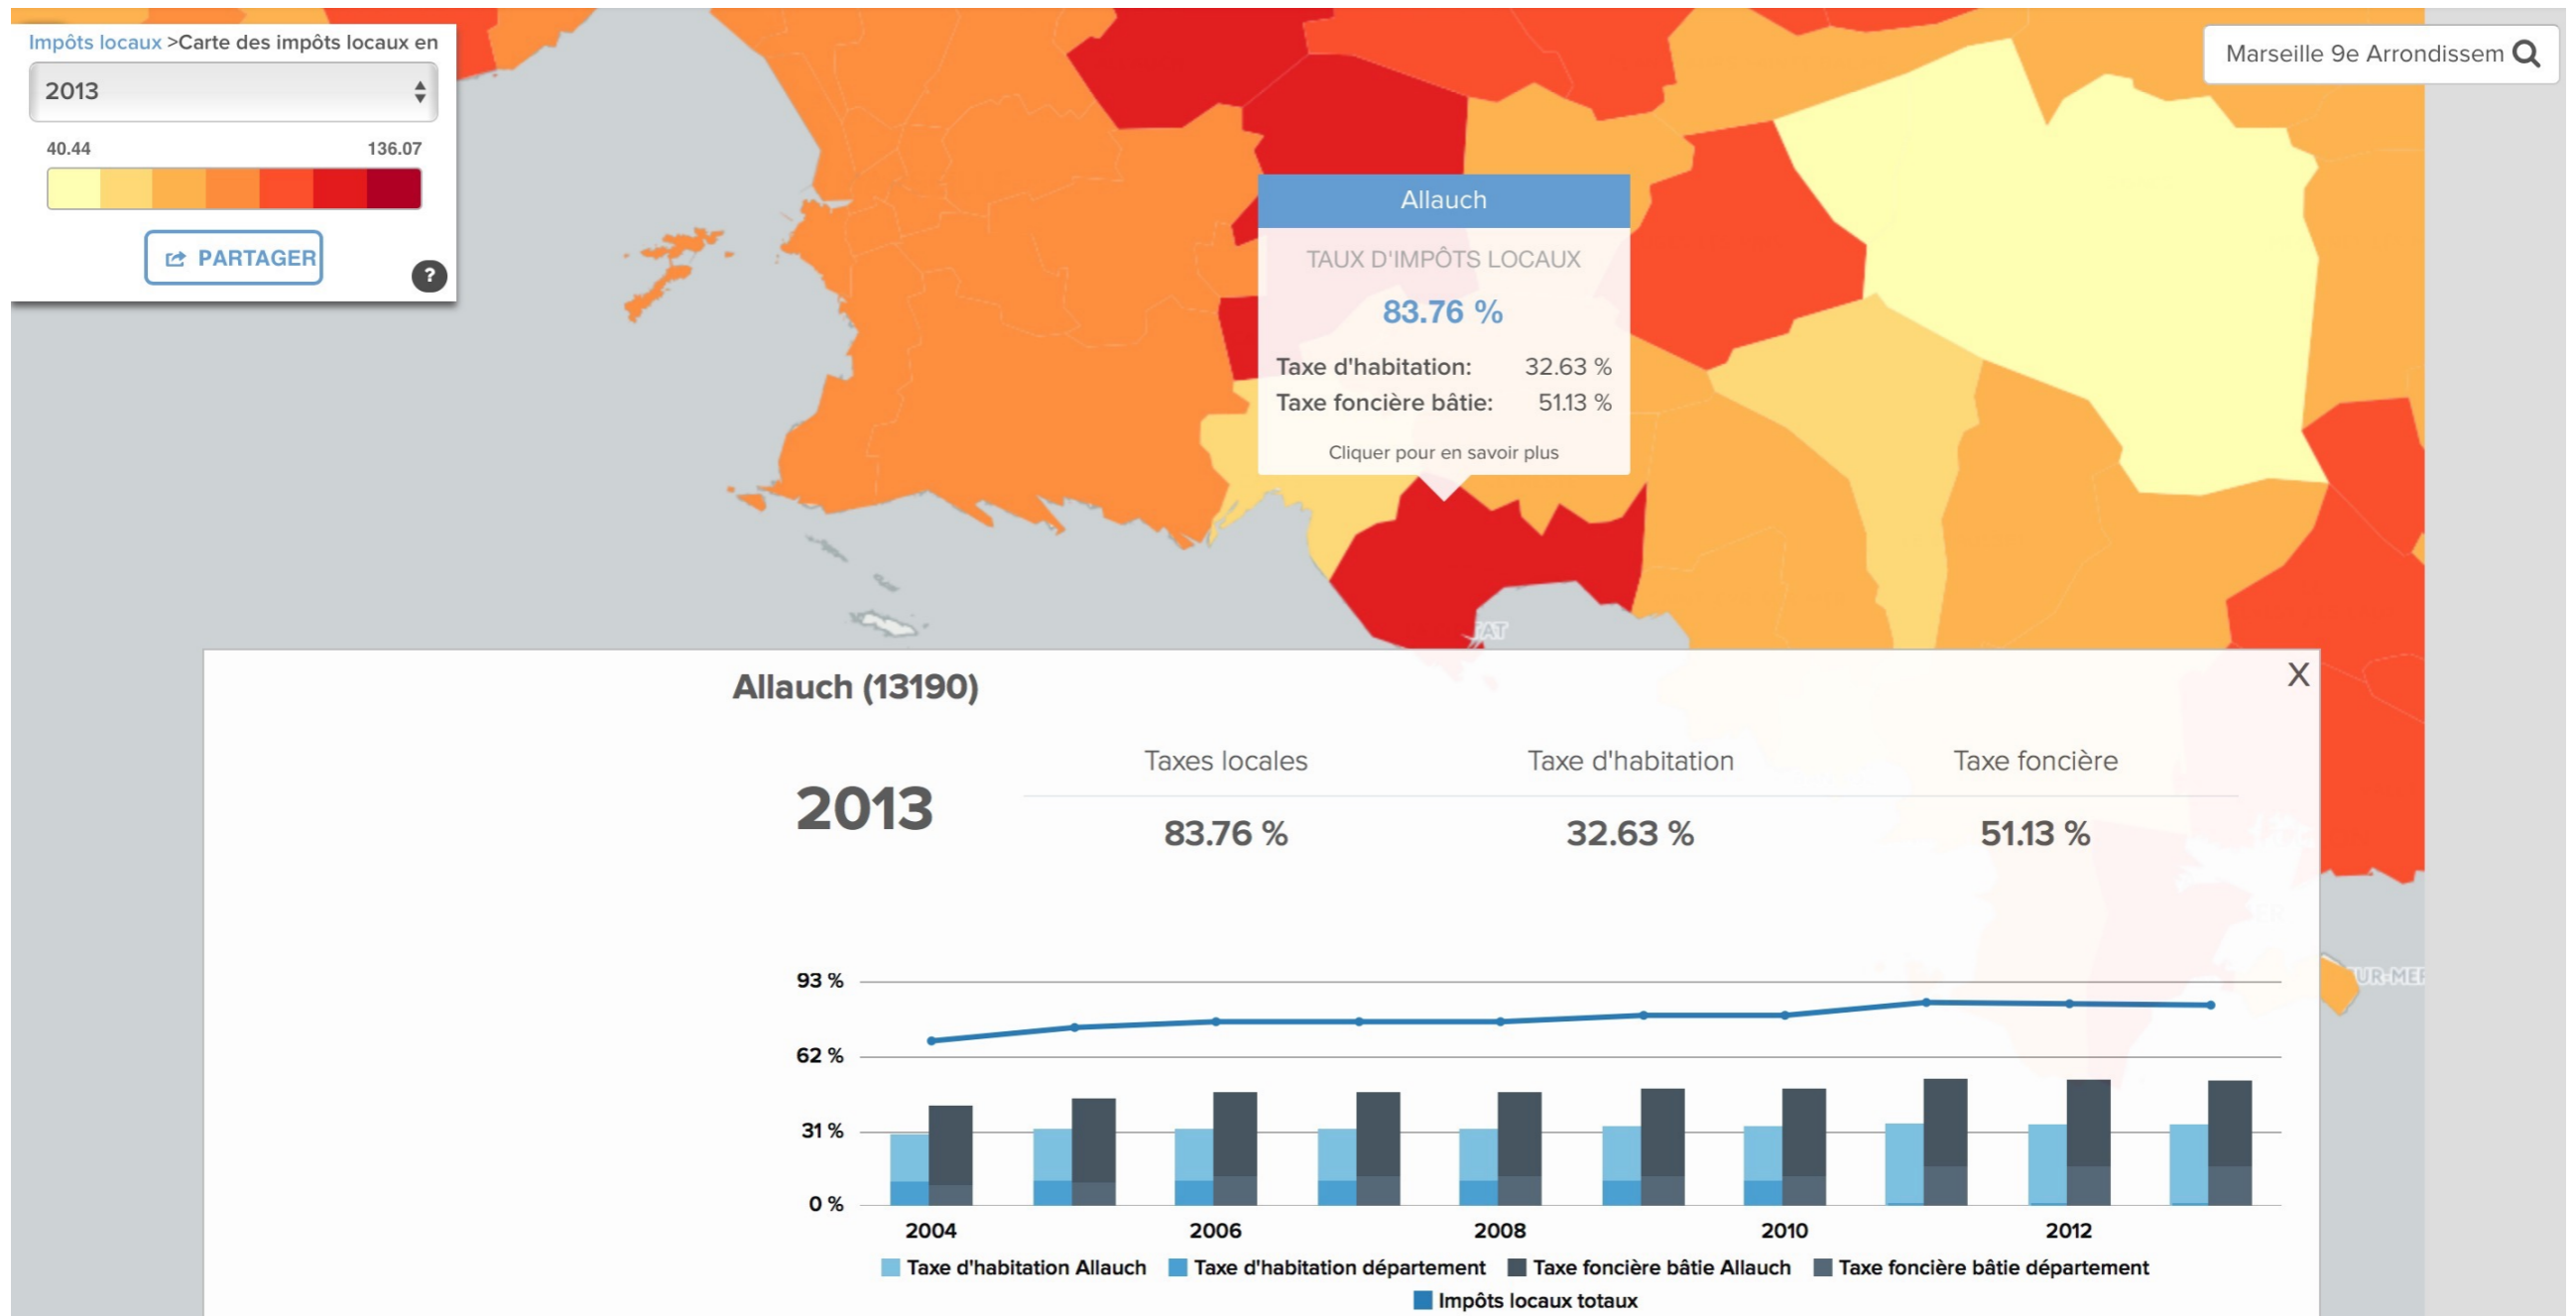 Impôts locaux >Carte des impôts locaux en
2013
40.44 136.07
PARTAGER
?
Marseille 9e Arrondissem
Allauch
TAUX D'IMPÔTS LOCAUX
83.76 %
Taxe d'habitation: 32.63 %
Taxe foncière bâtie: 51.13 %
Cliquer pour en savoir plus
Allauch (13190)
X
Taxes locales Taxe d'habitation Taxe foncière
2013
83.76 % 32.63 % 51.13 %
93 %
62 %
31 %
0 %
2004 2006 2008 2010 2012
Taxe d'habitation Allauch Taxe d'habitation département Taxe foncière bâtie Allauch Taxe foncière bâtie département
Impôts locaux totaux